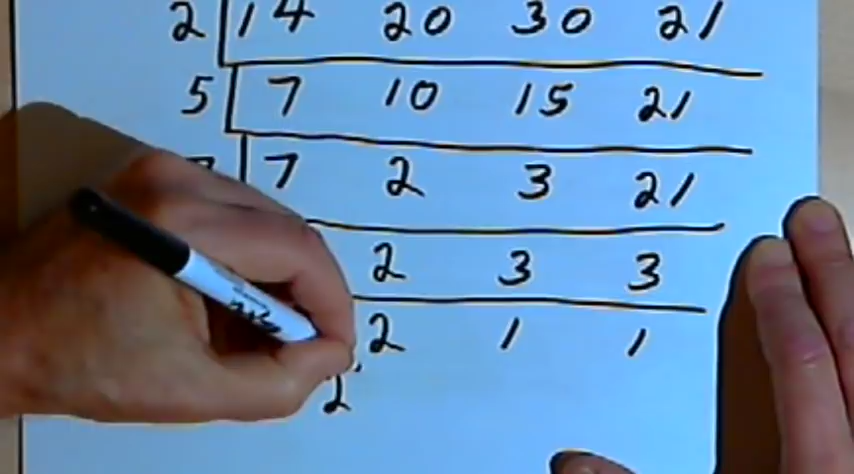 2 14 20 30 21
5 7 10 15 21
7 2 3 21
2 3 3
2 1 1
2